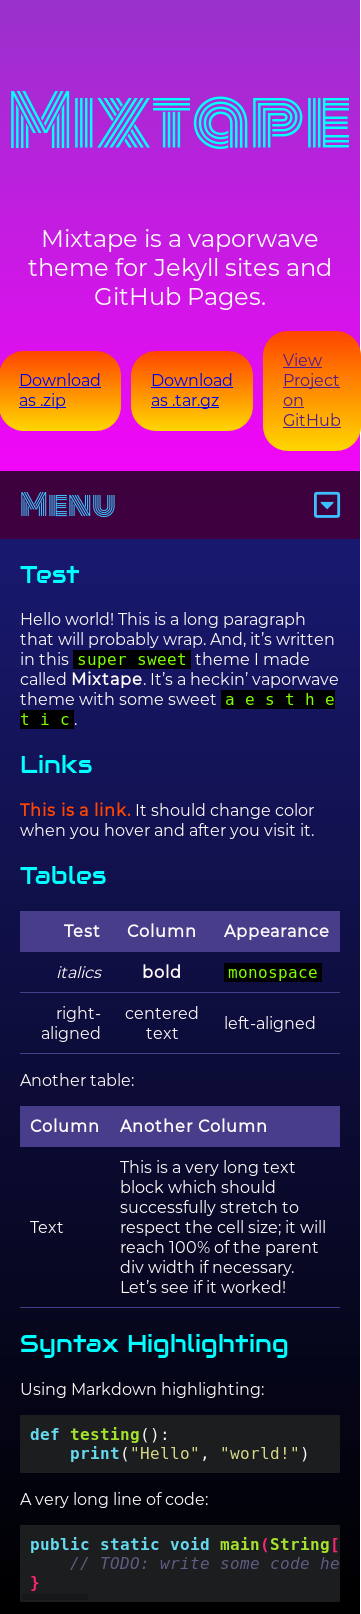 Mixtape
Mixtape is a vaporwave
theme for Jekyll sites and
GitHub Pages.
Download
as .zip
Download
as .tar.gz
View
Project
on
GitHub
Menu
Test
Hello world! This is a long paragraph
that will probably wrap. And, it’s written
in this super sweet theme I made
called Mixtape. It’s a heckin’ vaporwave
theme with some sweet a e s t h e
t i c.
Links
This is a link. It should change color
when you hover and after you visit it.
Tables
Test Column Appearance
italics bold monospace
right-
aligned
centered
text
left-aligned
Another table:
Column Another Column
Text
This is a very long text
block which should
successfully stretch to
respect the cell size; it will
reach 100% of the parent
div width if necessary.
Let’s see if it worked!
Syntax Highlighting
Using Markdown highlighting:
def testing():
    print("Hello", "world!")
A very long line of code:
public static void main(String[
    // TODO: write some code he
}